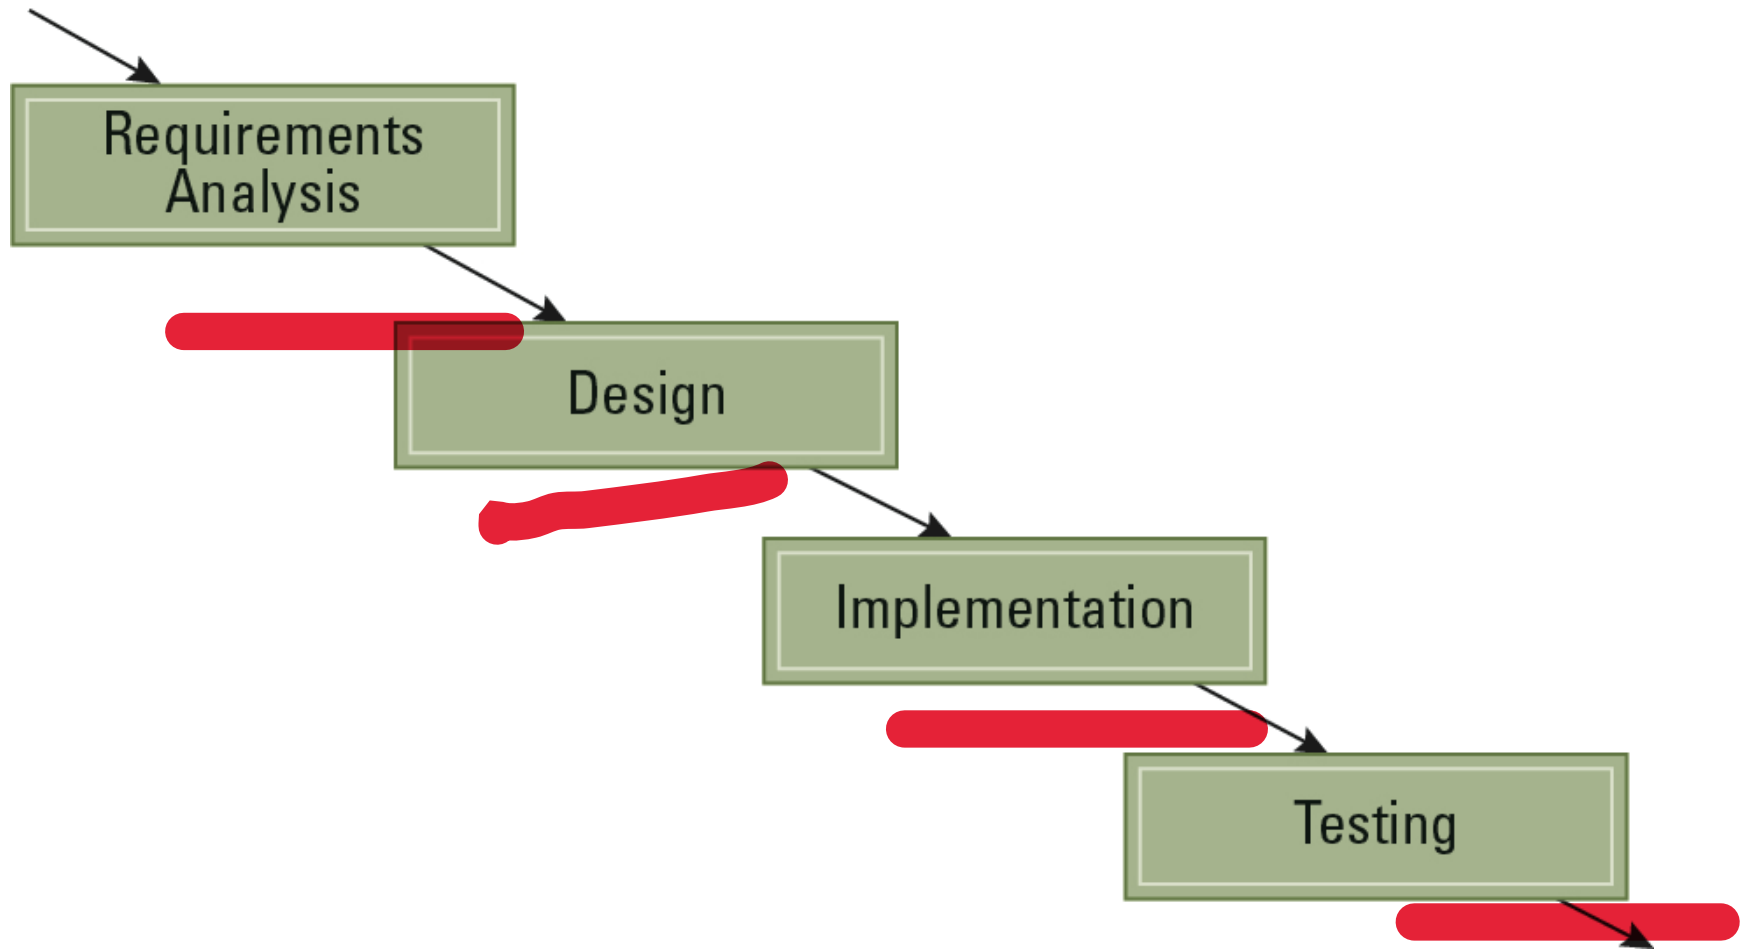 Requirements
Analysis
Design
Implementation
Testing